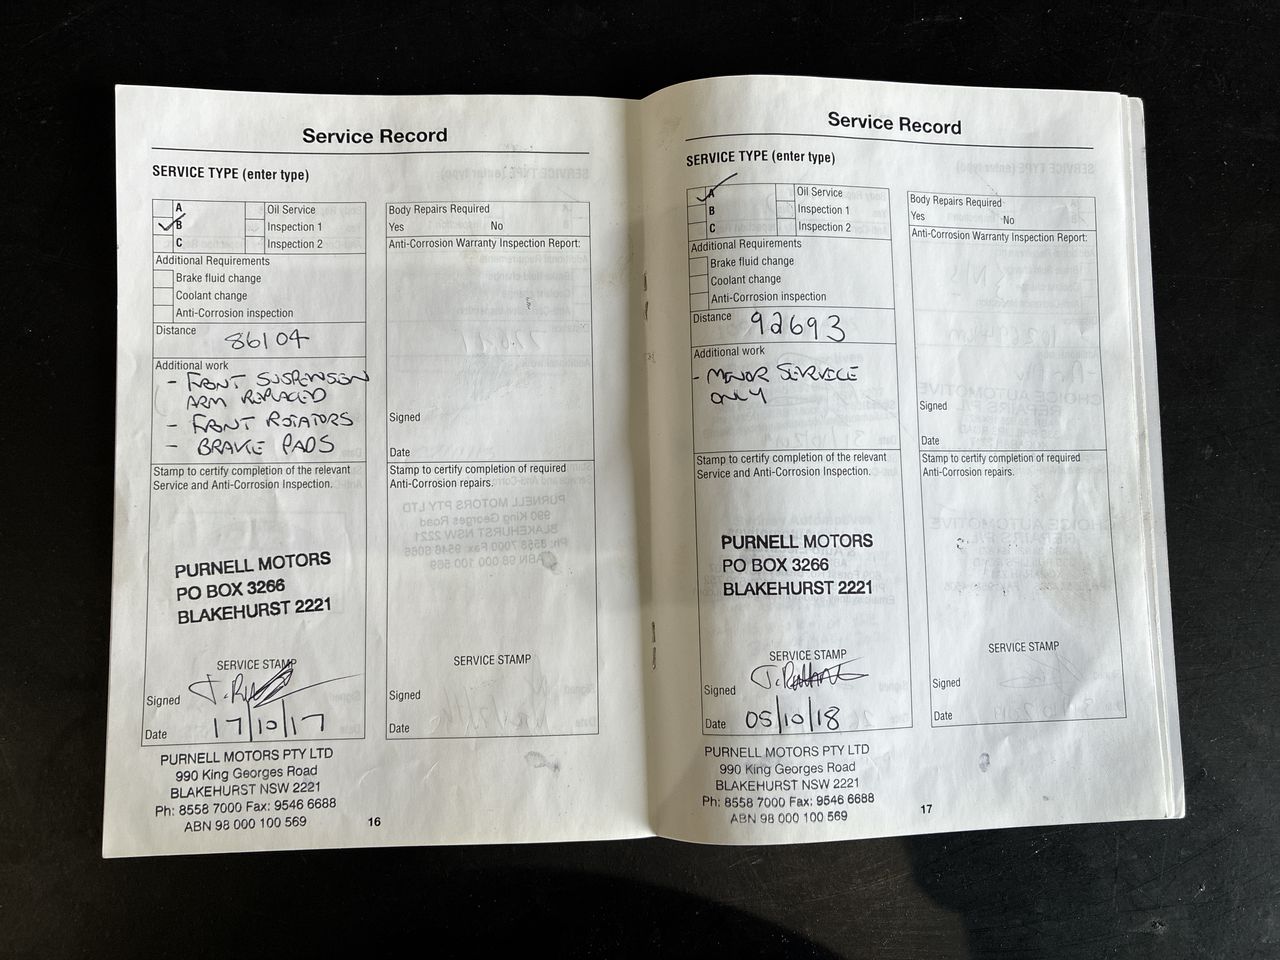 Service Record
SERVICE TYPE (enter type)
A
B
C
Oil Service
Inspection 1
Inspection 2
Additional Requirements
Brake fluid change
Coolant change
Anti-Corrosion inspection
Distance
86104
Additional work
- FRONT SUSPENSION
ARM REPLACED
- FRONT ROTATORS
- BRAKE PADS
Stamp to certify completion of the relevant
Service and Anti-Corrosion Inspection.
PURNELL MOTORS
PO BOX 3266
BLAKEHURST 2221
SERVICE STAMP
Signed
Date 17/10/17
PURNELL MOTORS PTY LTD
990 King Georges Road
BLAKEHURST NSW 2221
Ph: 8558 7000 Fax: 9546 6688
ABN 98 000 100 569
Body Repairs Required
Yes No
Anti-Corrosion Warranty Inspection Report:
Signed
Date
Stamp to certify completion of required
Anti-Corrosion repairs.
SERVICE STAMP
Signed
Date
16
Service Record
SERVICE TYPE (enter type)
A
B
C
Oil Service
Inspection 1
Inspection 2
Additional Requirements
Brake fluid change
Coolant change
Anti-Corrosion inspection
Distance 92693
Additional work
- MINOR SERVICE
ONLY
Stamp to certify completion of the relevant
Service and Anti-Corrosion Inspection.
PURNELL MOTORS
PO BOX 3266
BLAKEHURST 2221
SERVICE STAMP
Signed
Date 05/10/18
PURNELL MOTORS PTY LTD
990 King Georges Road
BLAKEHURST NSW 2221
Ph: 8558 7000 Fax: 9546 6688
ABN 98 000 100 569
Body Repairs Required
Yes No
Anti-Corrosion Warranty Inspection Report:
Signed
Date
Stamp to certify completion of required
Anti-Corrosion repairs.
SERVICE STAMP
Signed
Date
17